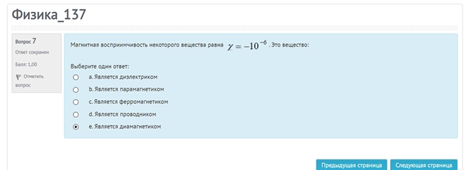 Физика_137
Вопрос 7
Ответ сохранен
Балл: 1,00
Отметить вопрос
Магнитная восприимчивость некоторого вещества равна γ = −10⁻⁶. Это вещество:
Выберите один ответ:
a. Является диэлектриком
b. Является парамагнетиком
c. Является ферромагнетиком
d. Является проводником
e. Является диамагнетиком
Предыдущая страница Следующая страница